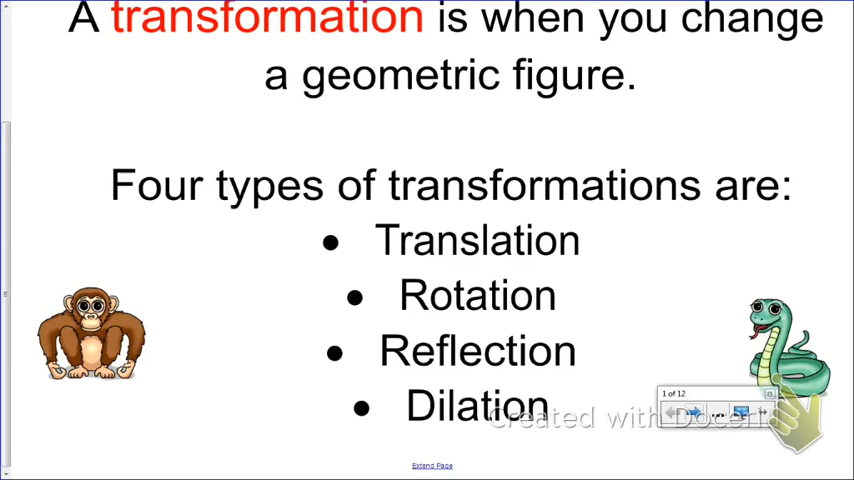 A transformation is when you change
a geometric figure.
Four types of transformations are:
• Translation
• Rotation
• Reflection
• Dilation
1 of 12
Created with Doceri
Extend Page